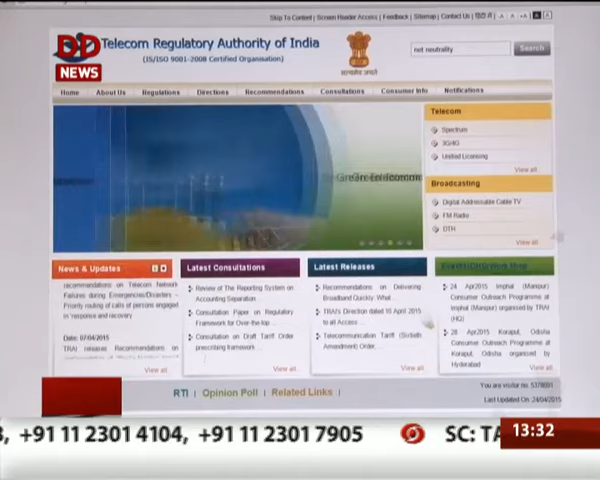 Skip To Content | Screen Reader Access | Feedback | Sitemap | Contact Us | हिंदी में | A- A A+ A A
DD NEWS
Telecom Regulatory Authority of India
(IS/ISO 9001-2008 Certified Organisation)
सत्यमेव जयते
net neutrality
Search
Home About Us Regulations Directions Recommendations Consultations Consumer Info Notifications
Telecom
Spectrum
3G/4G
United Licensing
View all
Broadcasting
Digital Addressable Cable TV
FM Radio
DTH
View all
News & Updates
recommendations on Telecom Network
Failures during Emergencies/Disasters -
Priority routing of calls of persons engaged
in 'response and recovery
Date: 07/04/2015
TRAI releases Recommendations on
View all
Latest Consultations
Review of The Reporting System on
Accounting Separation
Consultation Paper on Regulatory
Framework for Over-the-top
Consultation on Draft Tariff Order
prescribing framework
View all
Latest Releases
Recommendations on Delivering
Broadband Quickly: What
TRAI's Direction dated 16 April 2015
to all Access
Telecommunication Tariff (Sixtieth
Amendment) Order
View all
24 Apr2015 Imphal (Manipur)
Consumer Outreach Programme at
Imphal (Manipur) organised by TRAI
(HQ)
28 Apr2015 Koraput, Odisha
Consumer Outreach Programme at
Koraput, Odisha organised by
Hyderabad
View all
RTI | Opinion Poll | Related Links |
You are visitor no. 5378691
Last Updated On: 24/04/2015
3, +91 11 2301 4104, +91 11 2301 7905 SC: TA
13:32